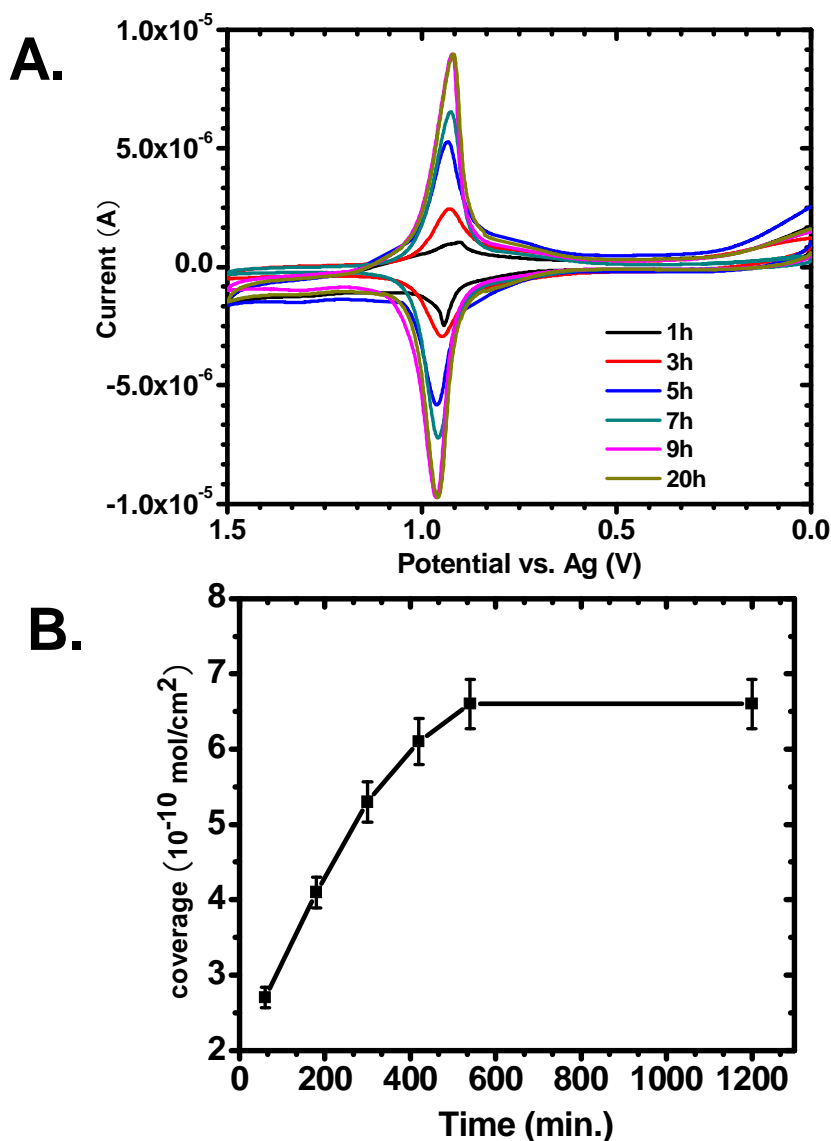 A.
1.0x10⁻⁵
5.0x10⁻⁶
0.0
-5.0x10⁻⁶
-1.0x10⁻⁵
Current (A)
1h
3h
5h
7h
9h
20h
1.5 1.0 0.5 0.0
Potential vs. Ag (V)
B.
8
7
6
5
4
3
2
coverage (10⁻¹⁰ mol/cm²)
0 200 400 600 800 1000 1200
Time (min.)